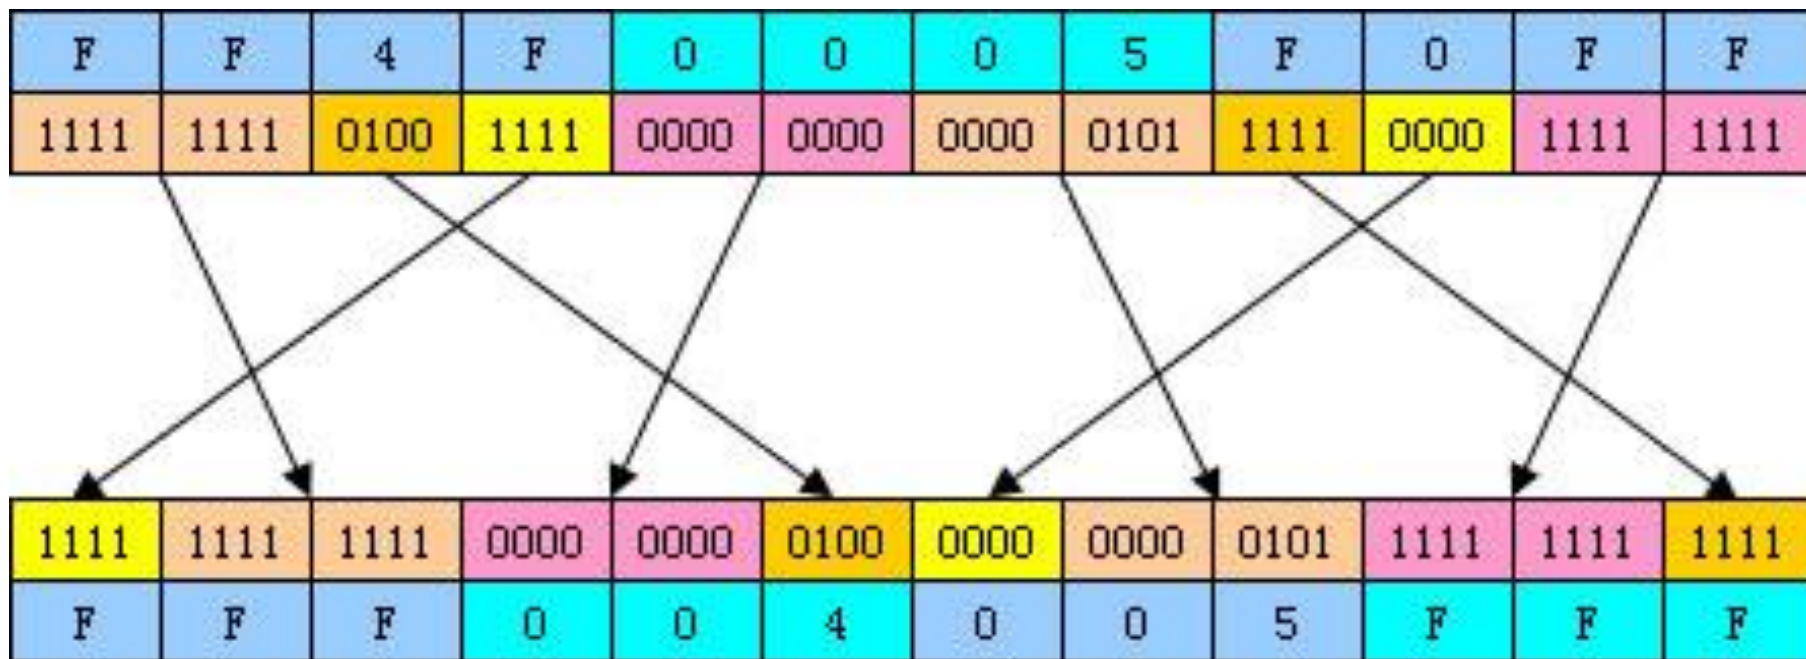 F F 4 F 0 0 0 5 F 0 F F
1111 1111 0100 1111 0000 0000 0000 0101 1111 0000 1111 1111
1111 1111 1111 0000 0000 0100 0000 0000 0101 1111 1111 1111
F F F 0 0 4 0 0 5 F F F